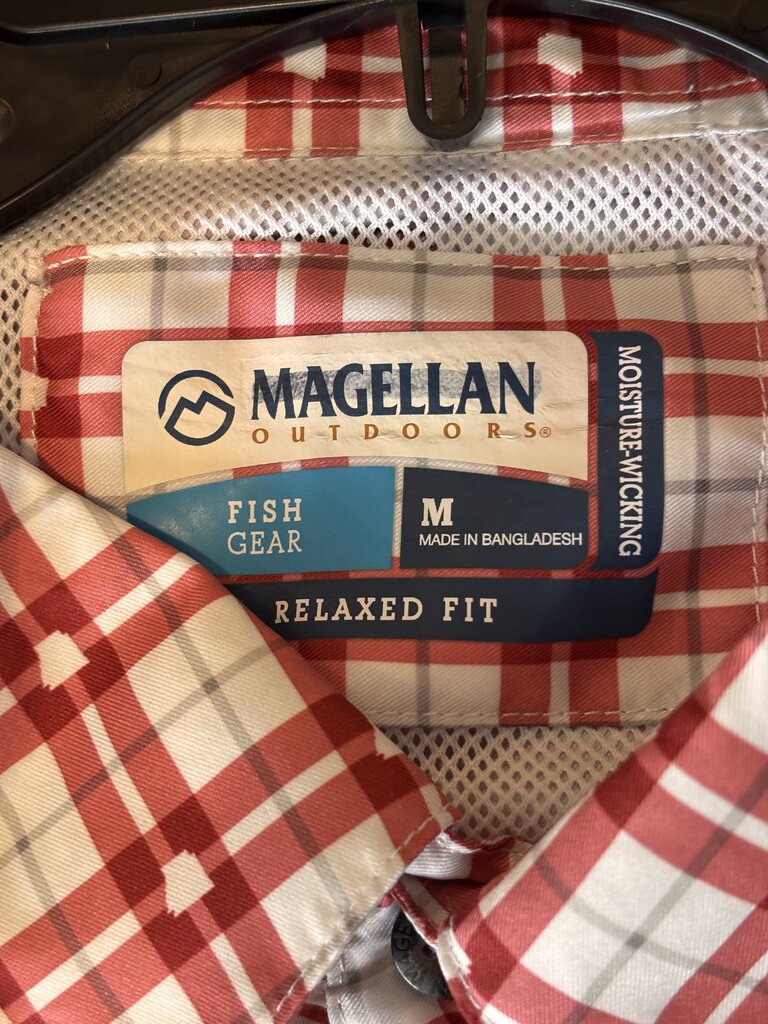 MAGELLAN
OUTDOORS®
FISH
GEAR
M
MADE IN BANGLADESH
MOISTURE-WICKING
RELAXED FIT